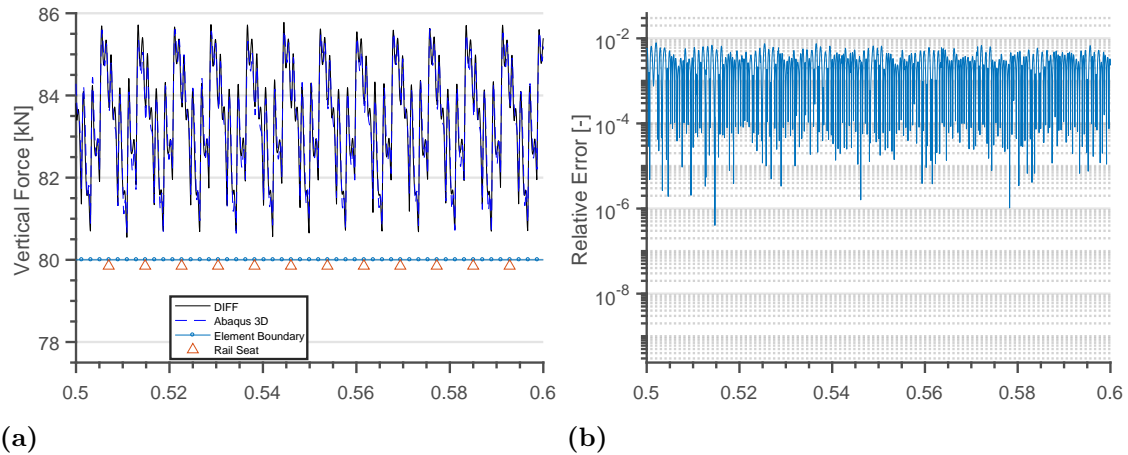 86
84
82
80
78
Vertical Force [kN]
DIFF
Abaqus 3D
Element Boundary
Rail Seat
0.5 0.52 0.54 0.56 0.58 0.6
(a)
10-2
10-4
10-6
10-8
Relative Error [-]
0.5 0.52 0.54 0.56 0.58 0.6
(b)